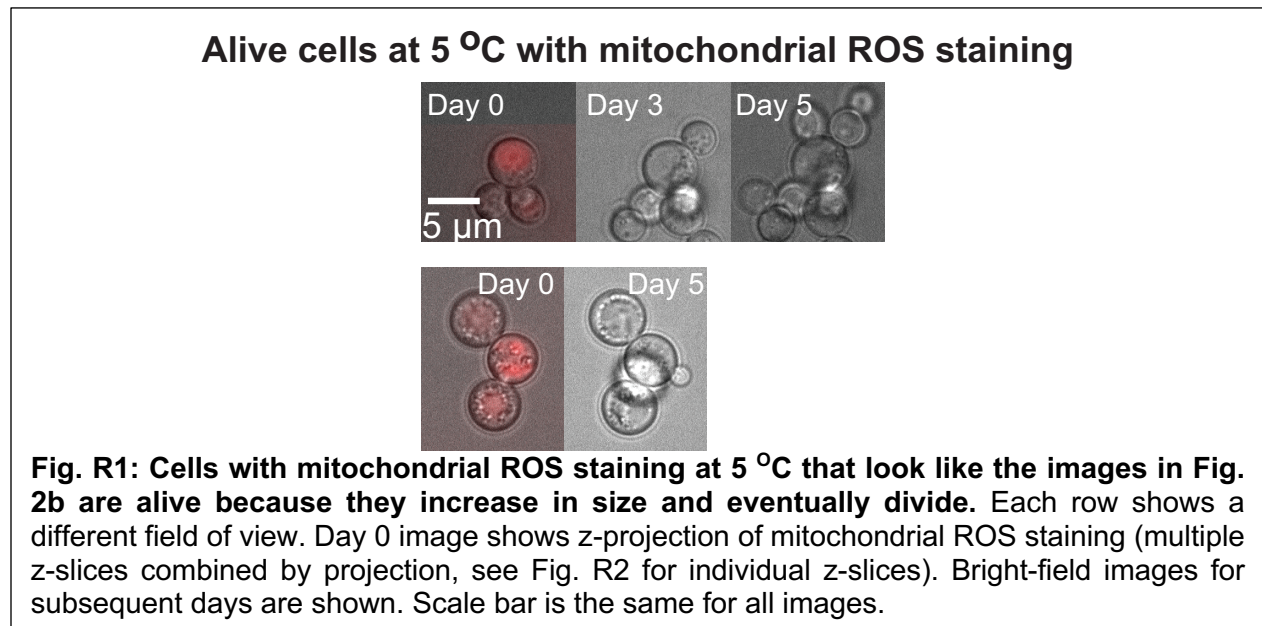 Alive cells at 5 ºC with mitochondrial ROS staining
Day 0
Day 3
Day 5
5 µm
Day 0
Day 5
Fig. R1: Cells with mitochondrial ROS staining at 5 ºC that look like the images in Fig.
2b are alive because they increase in size and eventually divide. Each row shows a
different field of view. Day 0 image shows z-projection of mitochondrial ROS staining (multiple
z-slices combined by projection, see Fig. R2 for individual z-slices). Bright-field images for
subsequent days are shown. Scale bar is the same for all images.